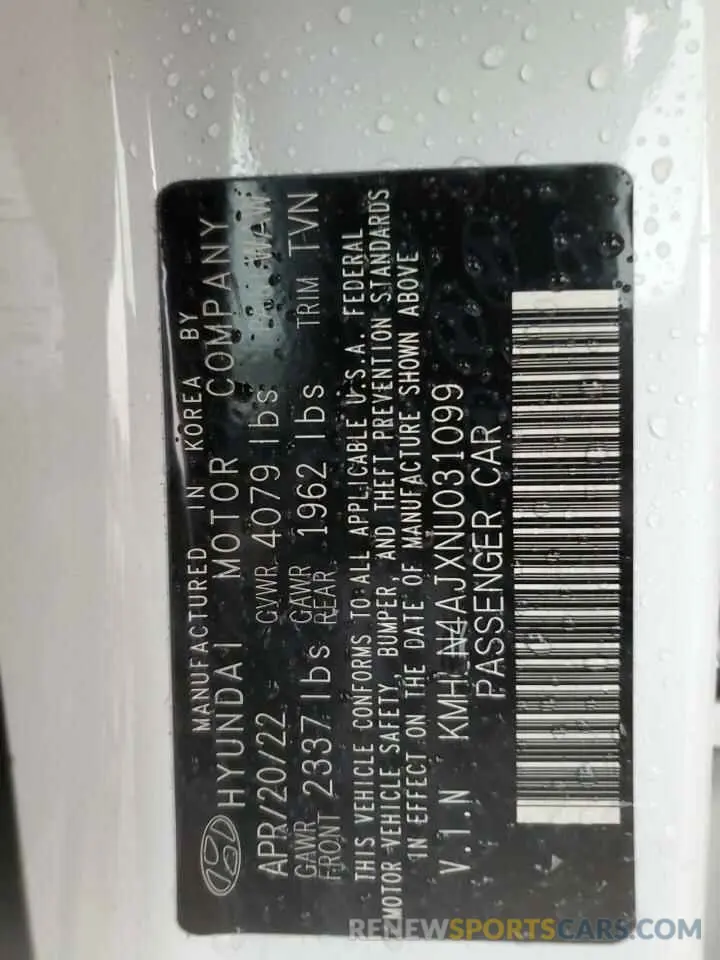 MANUFACTURED IN KOREA BY
HYUNDAI MOTOR COMPANY
APR/20/22 GVWR 4079 lbs WAW
GAWR FRONT 2337 lbs GAWR REAR 1962 lbs TRIM TVN
THIS VEHICLE CONFORMS TO ALL APPLICABLE U.S.A. FEDERAL
MOTOR VEHICLE SAFETY, BUMPER, AND THEFT PREVENTION STANDARDS
IN EFFECT ON THE DATE OF MANUFACTURE SHOWN ABOVE
V.I.N KMHLN4AJXNU031099
PASSENGER CAR
RENEWSPORTSCARS.COM